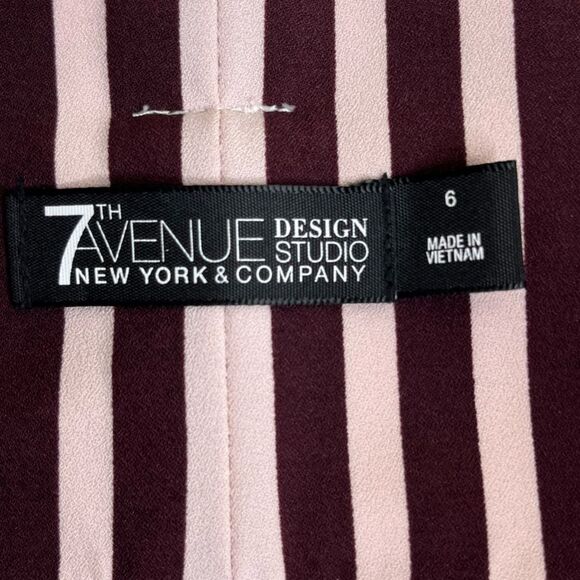 7TH AVENUE DESIGN STUDIO
NEW YORK & COMPANY
6
MADE IN
VIETNAM